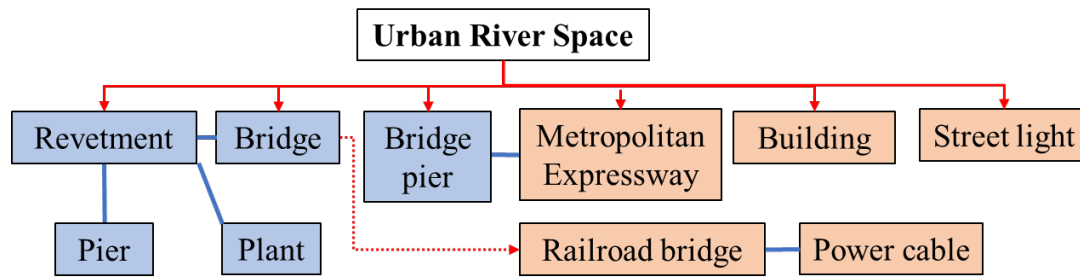 Urban River Space
Revetment
Bridge
Bridge
pier
Metropolitan
Expressway
Building
Street light
Pier
Plant
Railroad bridge
Power cable